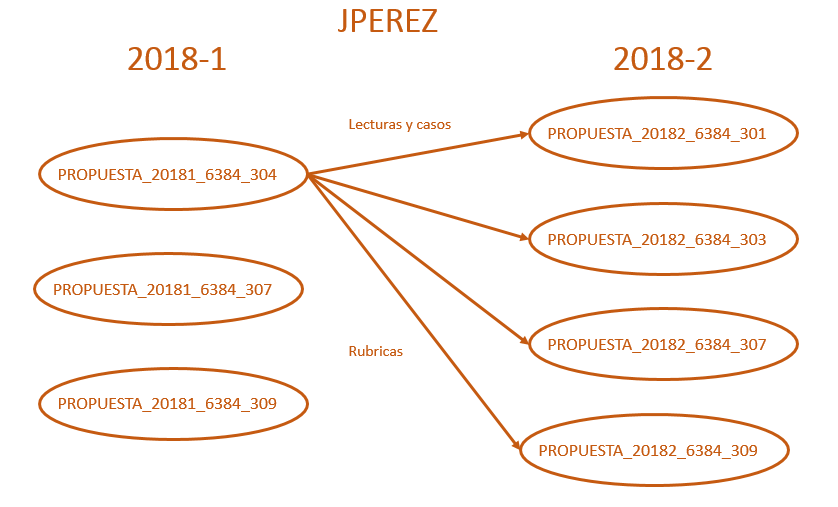 JPEREZ
2018-1
2018-2
Lecturas y casos
PROPUESTA_20181_6384_304
PROPUESTA_20181_6384_307
PROPUESTA_20181_6384_309
Rubricas
PROPUESTA_20182_6384_301
PROPUESTA_20182_6384_303
PROPUESTA_20182_6384_307
PROPUESTA_20182_6384_309